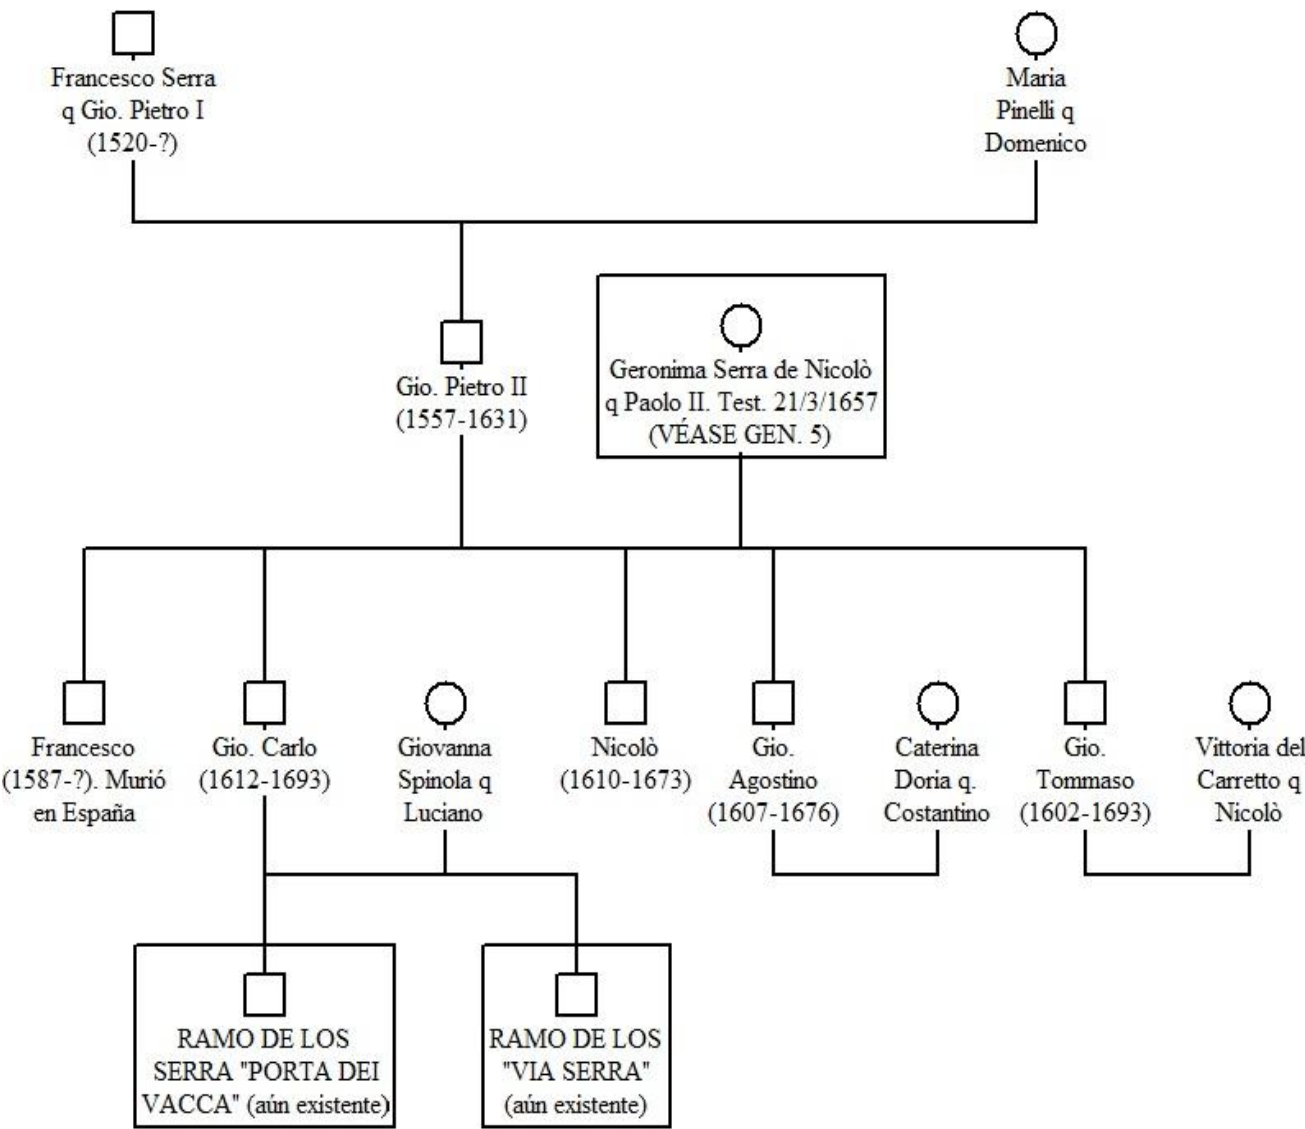 Francesco Serra
q Gio. Pietro I
(1520-?)
Maria
Pinelli q
Domenico
Gio. Pietro II
(1557-1631)
Geronima Serra de Nicolò
q Paolo II. Test. 21/3/1657
(VÉASE GEN. 5)
Francesco
(1587-?). Murió
en España
Gio. Carlo
(1612-1693)
Giovanna
Spinola q
Luciano
Nicolò
(1610-1673)
Gio.
Agostino
(1607-1676)
Caterina
Doria q.
Costantino
Gio.
Tommaso
(1602-1693)
Vittoria del
Carretto q
Nicolò
RAMO DE LOS
SERRA "PORTA DEI
VACCA" (aún existente)
RAMO DE LOS
"VIA SERRA"
(aún existente)